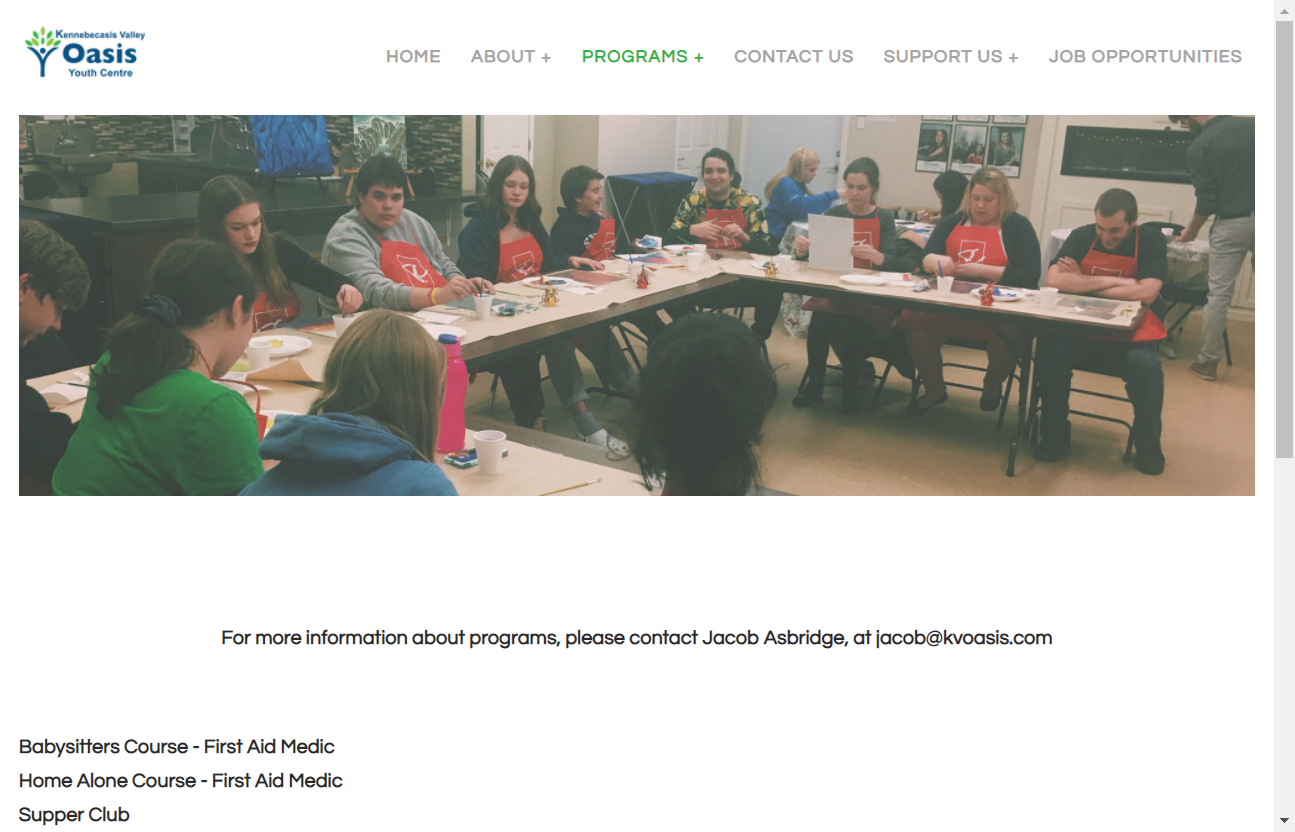 Kennebecasis Valley
Oasis
Youth Centre
HOME ABOUT + PROGRAMS + CONTACT US SUPPORT US + JOB OPPORTUNITIES
For more information about programs, please contact Jacob Asbridge, at jacob@kvoasis.com
Babysitters Course - First Aid Medic
Home Alone Course - First Aid Medic
Supper Club